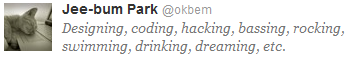 Jee-bum Park @okbem
Designing, coding, hacking, bassing, rocking,
swimming, drinking, dreaming, etc.